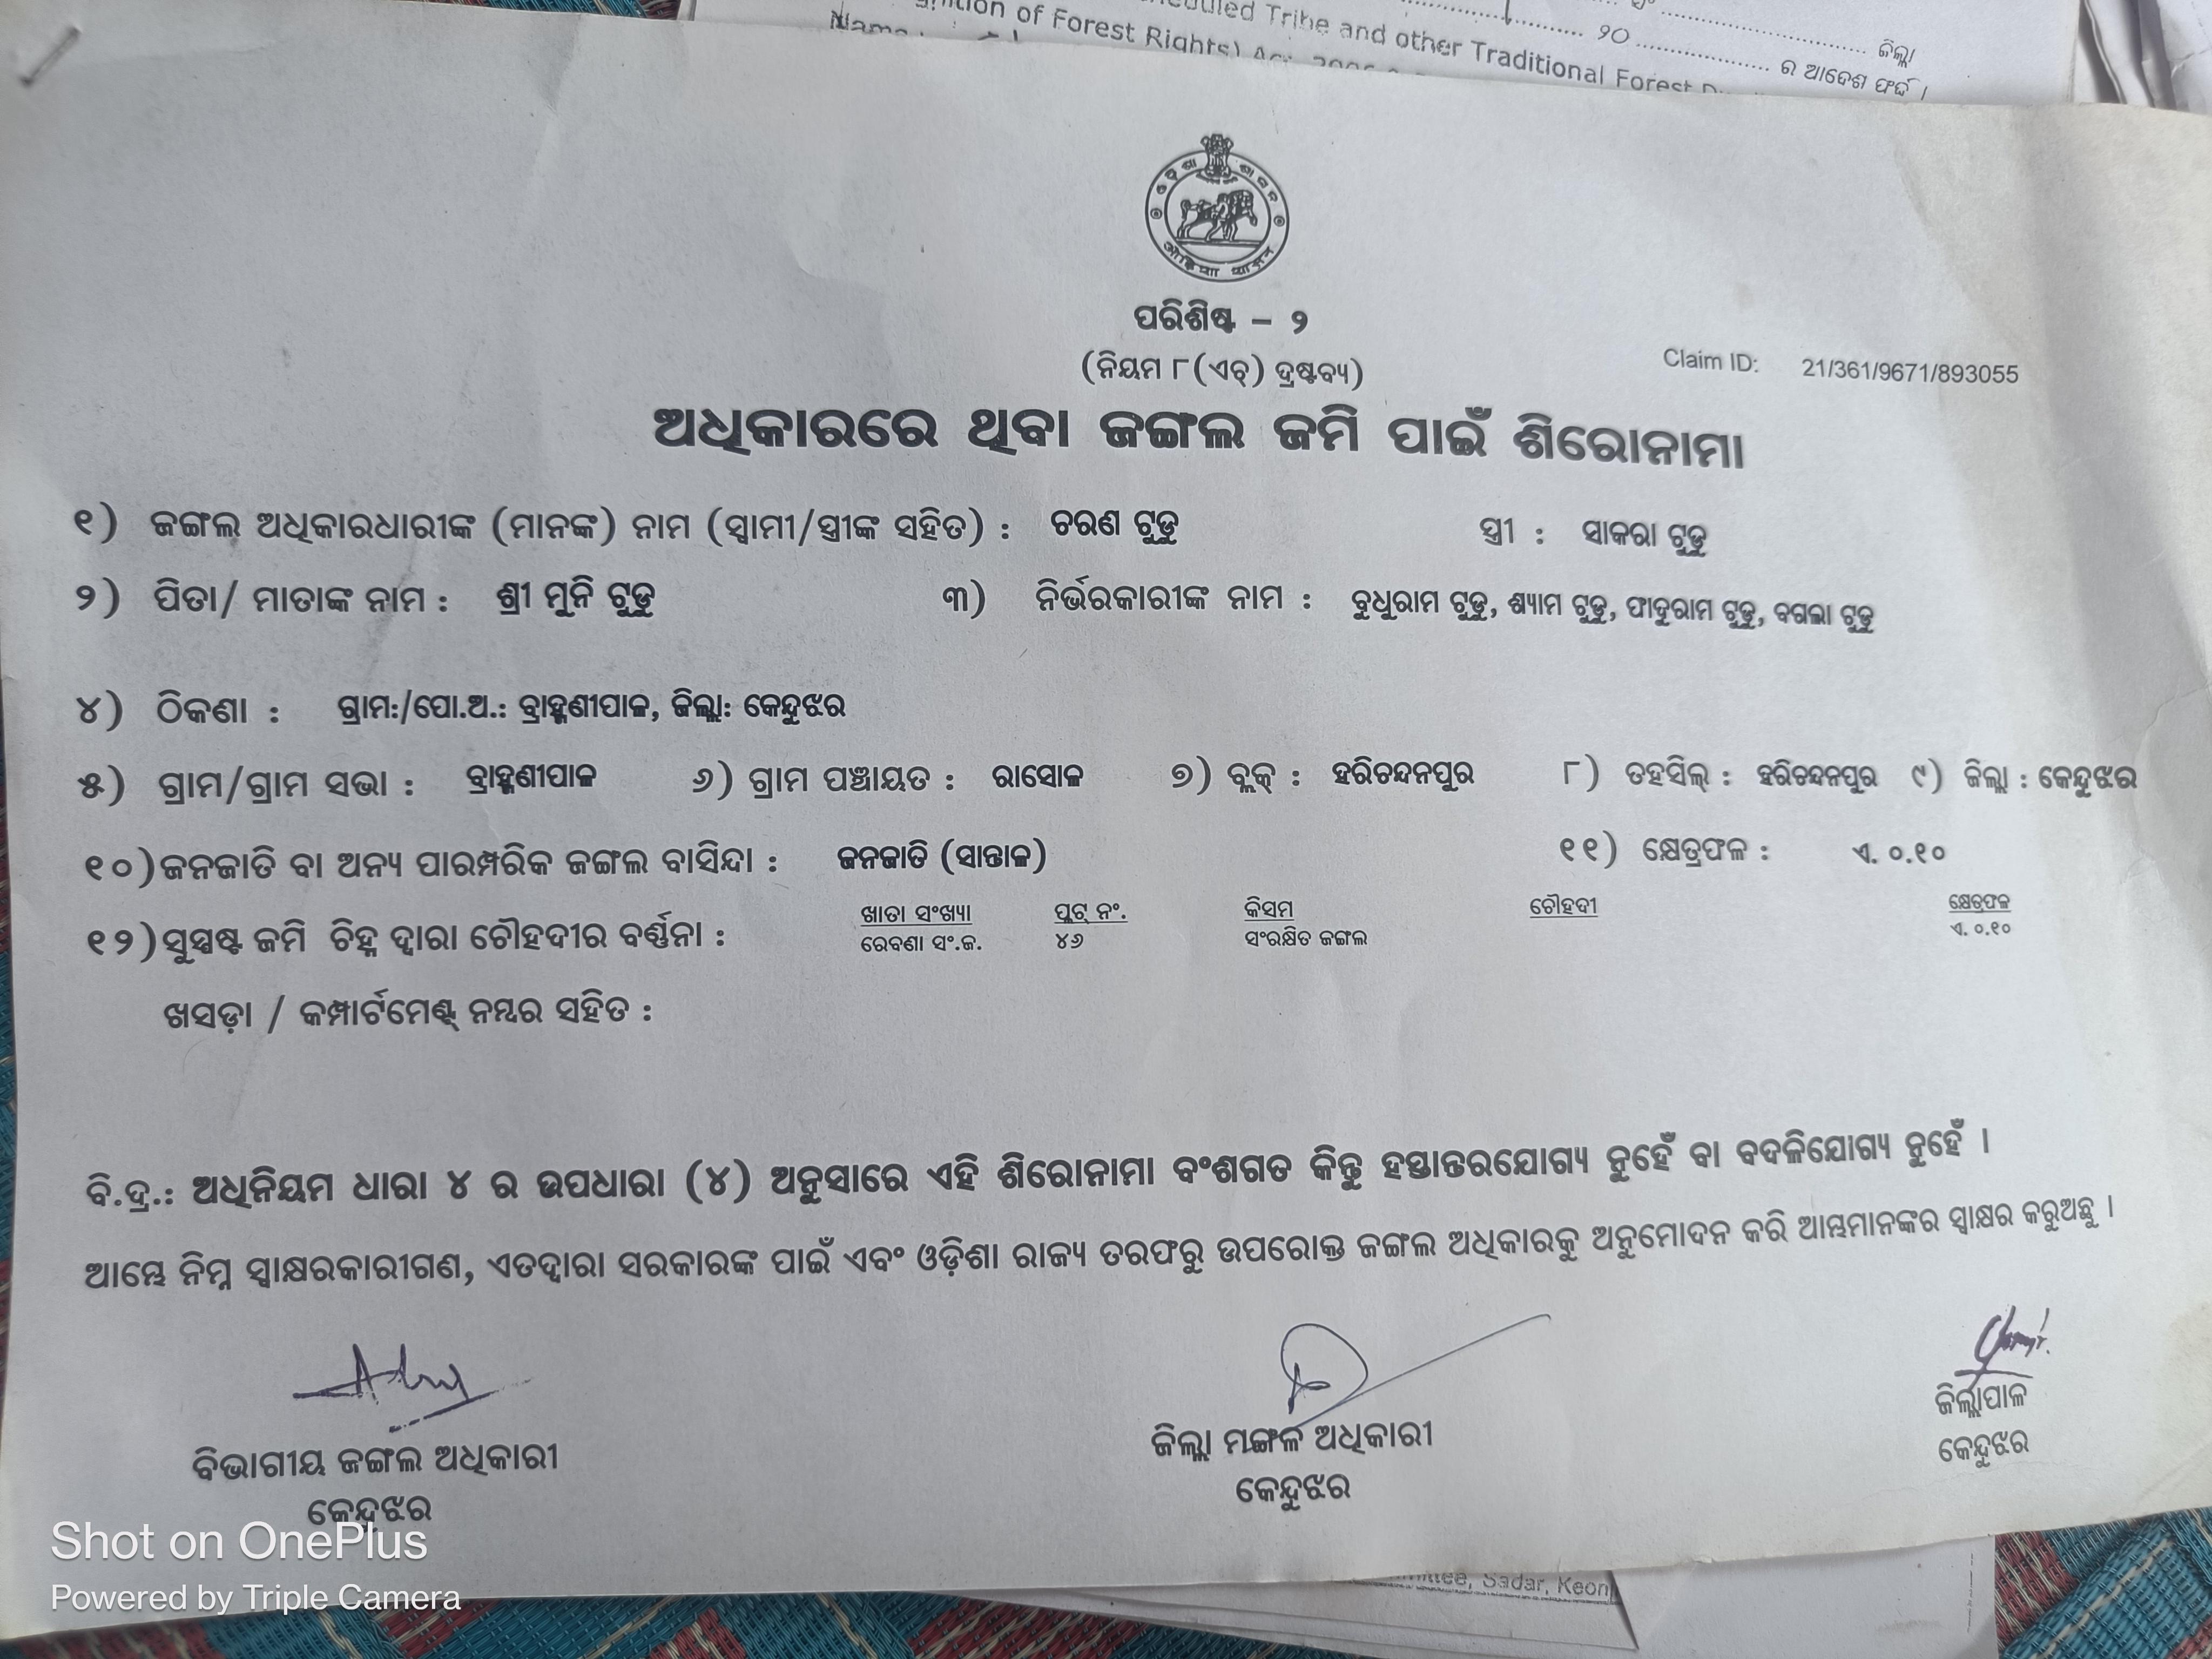 of Forest Rights) Act, 2006
Tribe and other Traditional Forest
୨୦
ଜିଲ୍ଲା
ର ଆଦେଶ ଫର୍ଦ୍ଦ ।
ପରିଶିଷ୍ଟ – ୨
(ନିୟମ ୮(ଏଚ୍) ଦ୍ରଷ୍ଟବ୍ୟ)
Claim ID: 21/361/9671/893055
ଅଧିକାରରେ ଥିବା ଜଙ୍ଗଲ ଜମି ପାଇଁ ଶିରୋନାମା
୧) ଜଙ୍ଗଲ ଅଧିକାରଧାରୀଙ୍କ (ମାନଙ୍କ) ନାମ (ସ୍ୱାମୀ/ସ୍ତ୍ରୀଙ୍କ ସହିତ) : ଚରଣ ଟୁଡୁ ସ୍ତ୍ରୀ : ସାକରା ଟୁଡୁ
୨) ପିତା/ ମାତାଙ୍କ ନାମ : ଶ୍ରୀ ମୁନି ଟୁଡୁ ୩) ନିର୍ଭରକାରୀଙ୍କ ନାମ : ବୁଧୁରାମ ଟୁଡୁ, ଶ୍ୟାମ ଟୁଡୁ, ଫାଦୁରାମ ଟୁଡୁ, ବଗଲା ଟୁଡୁ
୪) ଠିକଣା : ଗ୍ରାମ:/ପୋ.ଅ.: ବ୍ରାହ୍ମଣୀପାଳ, ଜିଲ୍ଲା: କେନ୍ଦୁଝର
୫) ଗ୍ରାମ/ଗ୍ରାମ ସଭା : ବ୍ରାହ୍ମଣୀପାଳ ୬) ଗ୍ରାମ ପଞ୍ଚାୟତ : ରାସୋଳ ୭) ବ୍ଲକ୍ : ହରିଚନ୍ଦନପୁର ୮) ତହସିଲ୍ : ହରିଚନ୍ଦନପୁର ୯) ଜିଲ୍ଲା : କେନ୍ଦୁଝର
୧୦) ଜନଜାତି ବା ଅନ୍ୟ ପାରମ୍ପରିକ ଜଙ୍ଗଲ ବାସିନ୍ଦା : ଜନଜାତି (ସାନ୍ତାଳ) ୧୧) କ୍ଷେତ୍ରଫଳ : ଏ. ୦.୧୦
ଖାତା ସଂଖ୍ୟା ପ୍ଲଟ୍ ନଂ. କିସମ ଚୌହଦୀ କ୍ଷେତ୍ରଫଳ
୧୨) ସୁସ୍ପଷ୍ଟ ଜମି ଚିହ୍ନ ଦ୍ୱାରା ଚୌହଦୀର ବର୍ଣ୍ଣନା : ରେବଣା ସଂ.ଜ. ୪୬ ସଂରକ୍ଷିତ ଜଙ୍ଗଲ ଏ. ୦.୧୦
ଖସଡ଼ା / କମ୍ପାର୍ଟମେଣ୍ଟ୍ ନମ୍ବର ସହିତ :
ବି.ଦ୍ର.: ଅଧିନିୟମ ଧାରା ୪ ର ଉପଧାରା (୪) ଅନୁସାରେ ଏହି ଶିରୋନାମା ବଂଶଗତ କିନ୍ତୁ ହସ୍ତାନ୍ତରଯୋଗ୍ୟ ନୁହେଁ ବା ବଦଳିଯୋଗ୍ୟ ନୁହେଁ ।
ଆମ୍ଭେ ନିମ୍ନ ସ୍ୱାକ୍ଷରକାରୀଗଣ, ଏତଦ୍ୱାରା ସରକାରଙ୍କ ପାଇଁ ଏବଂ ଓଡ଼ିଶା ରାଜ୍ୟ ତରଫରୁ ଉପରୋକ୍ତ ଜଙ୍ଗଲ ଅଧିକାରକୁ ଅନୁମୋଦନ କରି ଆମ୍ଭମାନଙ୍କର ସ୍ୱାକ୍ଷର କରୁଅଛୁ ।
ବିଭାଗୀୟ ଜଙ୍ଗଲ ଅଧିକାରୀ
କେନ୍ଦୁଝର
ଜିଲ୍ଲା ମଙ୍ଗଳ ଅଧିକାରୀ
କେନ୍ଦୁଝର
ଜିଲ୍ଲାପାଳ
କେନ୍ଦୁଝର
Sadar,
Shot on OnePlus
Powered by Triple Camera